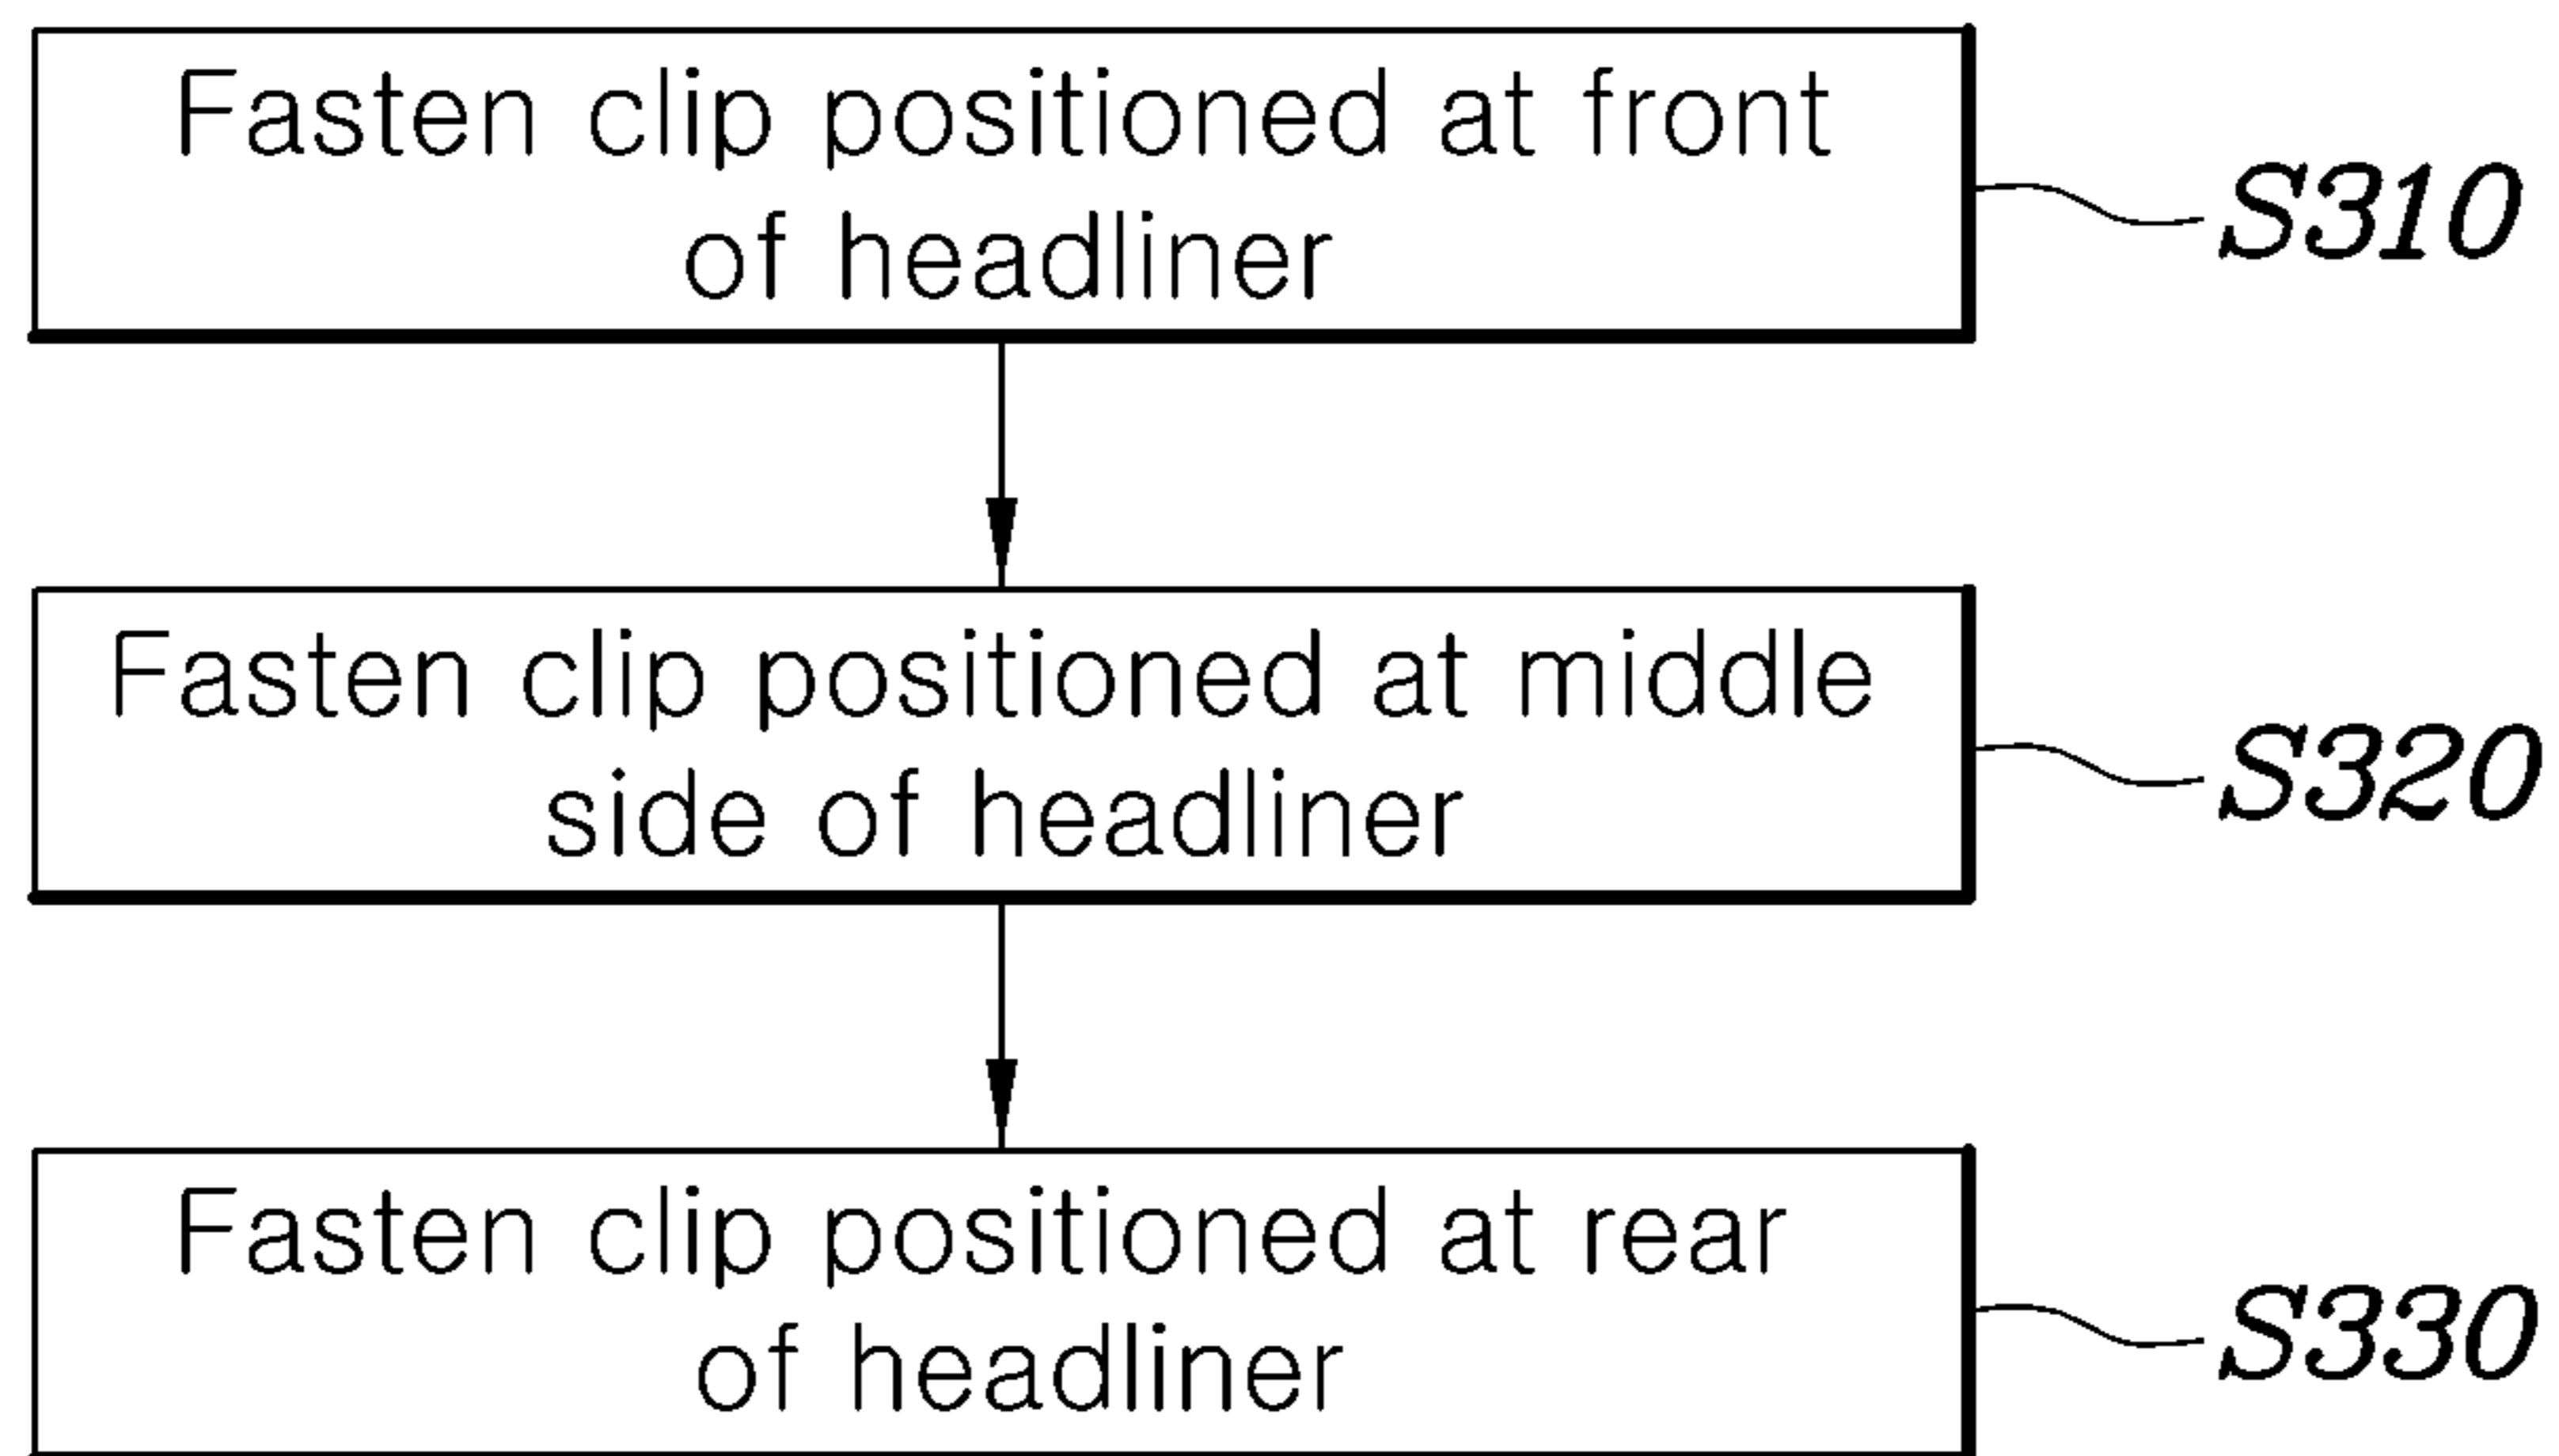 Fasten clip positioned at front
of headliner
S310
Fasten clip positioned at middle
side of headliner
S320
Fasten clip positioned at rear
of headliner
S330